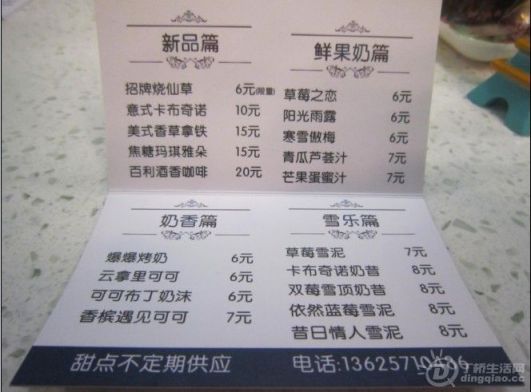 新品篇
招牌烧仙草 6元(限量)
意式卡布奇诺 10元
美式香草拿铁 15元
焦糖玛琪雅朵 15元
百利酒香咖啡 20元
鲜果奶篇
草莓之恋 6元
阳光雨露 6元
寒雪傲梅 6元
青瓜芦荟汁 7元
芒果蛋蜜汁 7元
奶香篇
爆爆烤奶 6元
云拿里可可 6元
可可布丁奶沫 6元
香槟遇见可可 7元
雪乐篇
草莓雪泥 7元
卡布奇诺奶昔 8元
双莓雪顶奶昔 8元
依然蓝莓雪泥 8元
昔日情人雪泥 8元
甜点不定期供应
电话:13625710
丁桥生活网
dingqiao.cc